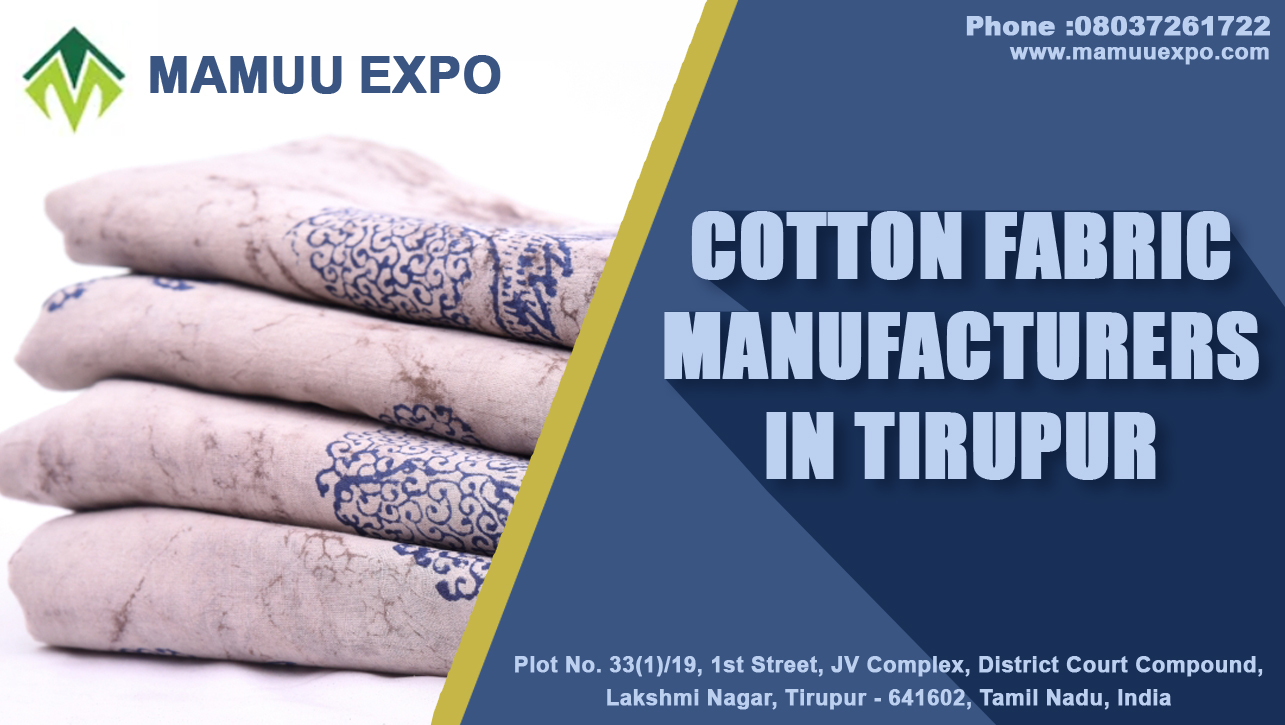 MAMUU EXPO
Phone :08037261722
www.mamuuexpo.com
COTTON FABRIC
MANUFACTURERS
IN TIRUPUR
Plot No. 33(1)/19, 1st Street, JV Complex, District Court Compound,
Lakshmi Nagar, Tirupur - 641602, Tamil Nadu, India